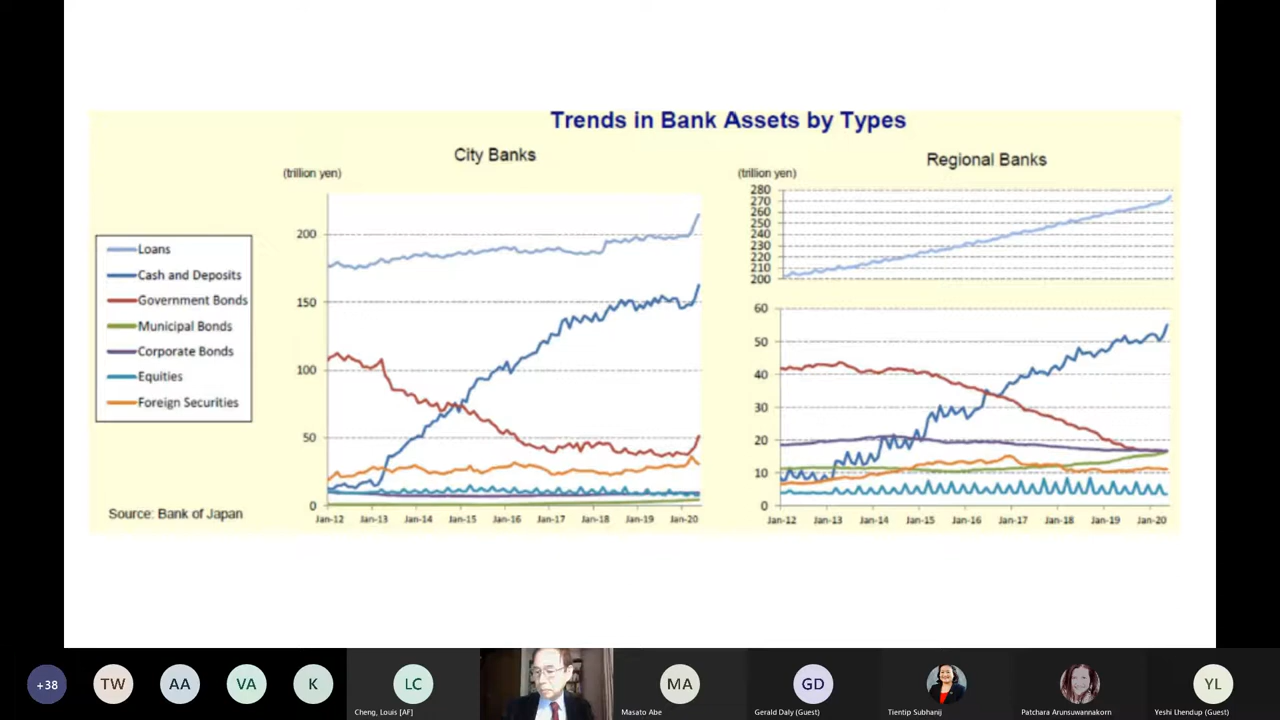 Trends in Bank Assets by Types
City Banks
(trillion yen)
200
150
100
50
0
Jan-12 Jan-13 Jan-14 Jan-15 Jan-16 Jan-17 Jan-18 Jan-19 Jan-20
Regional Banks
(trillion yen)
280
270
260
250
240
230
220
210
200
60
50
40
30
20
10
0
Jan-12 Jan-13 Jan-14 Jan-15 Jan-16 Jan-17 Jan-18 Jan-19 Jan-20
Loans
Cash and Deposits
Government Bonds
Municipal Bonds
Corporate Bonds
Equities
Foreign Securities
Source: Bank of Japan
+38
TW
AA
VA
K
LC
Cheng, Louis [AF]
MA
Masato Abe
GD
Gerald Daly (Guest)
Tientip Subhanij
Patchara Arunsuwannakorn
YL
Yeshi Lhendup (Guest)